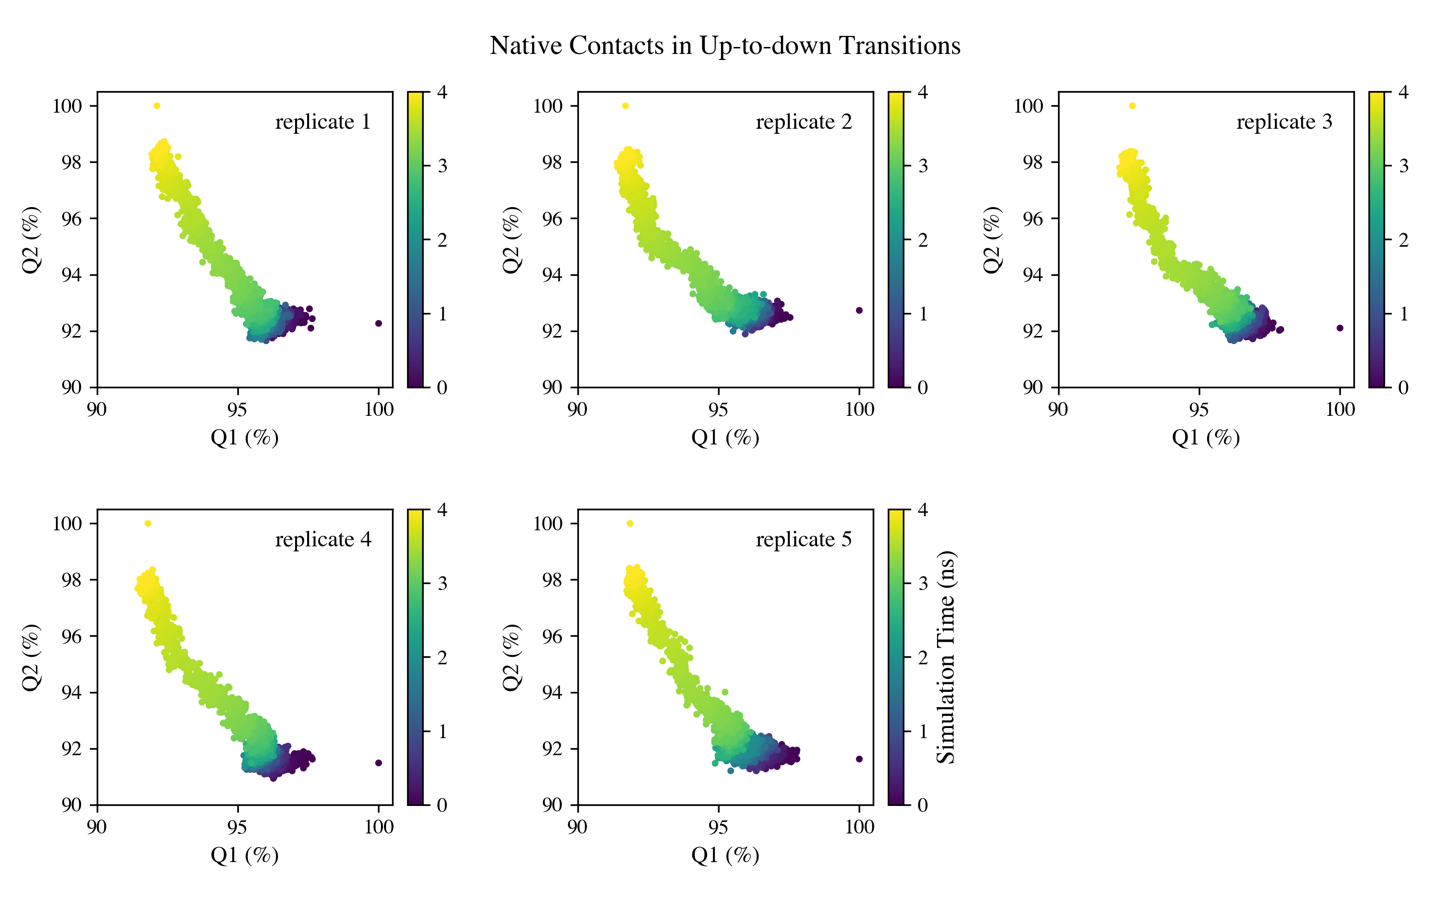 Native Contacts in Up-to-down Transitions
replicate 1
Q2 (%)
100
98
96
94
92
90
90 95 100
Q1 (%)
4
3
2
1
0
replicate 2
Q2 (%)
100
98
96
94
92
90
90 95 100
Q1 (%)
4
3
2
1
0
replicate 3
Q2 (%)
100
98
96
94
92
90
90 95 100
Q1 (%)
4
3
2
1
0
replicate 4
Q2 (%)
100
98
96
94
92
90
90 95 100
Q1 (%)
4
3
2
1
0
replicate 5
Q2 (%)
100
98
96
94
92
90
90 95 100
Q1 (%)
4
3
2
1
0
Simulation Time (ns)